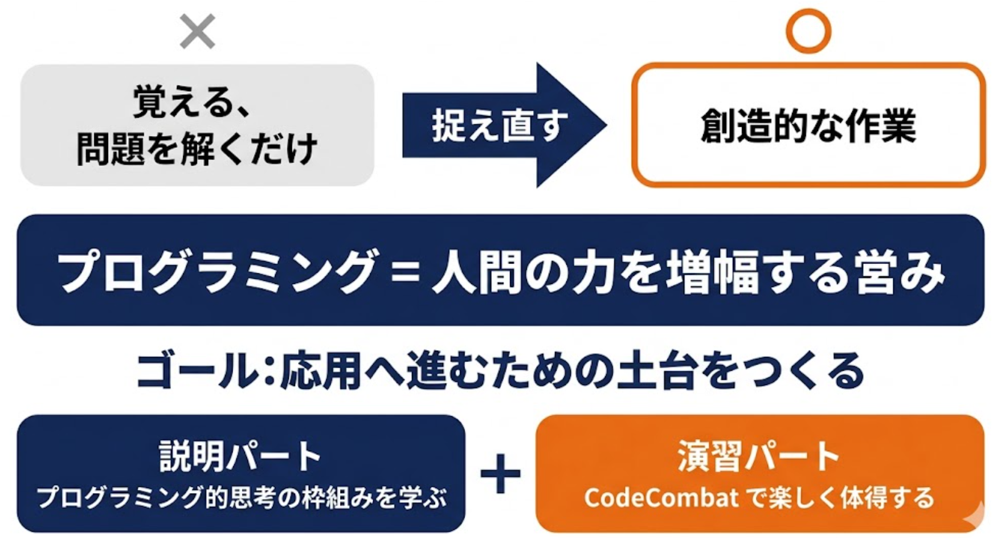 覚える、
問題を解くだけ
捉え直す
創造的な作業
プログラミング=人間の力を増幅する営み
ゴール:応用へ進むための土台をつくる
説明パート
プログラミング的思考の枠組みを学ぶ
+
演習パート
CodeCombat で楽しく体得する